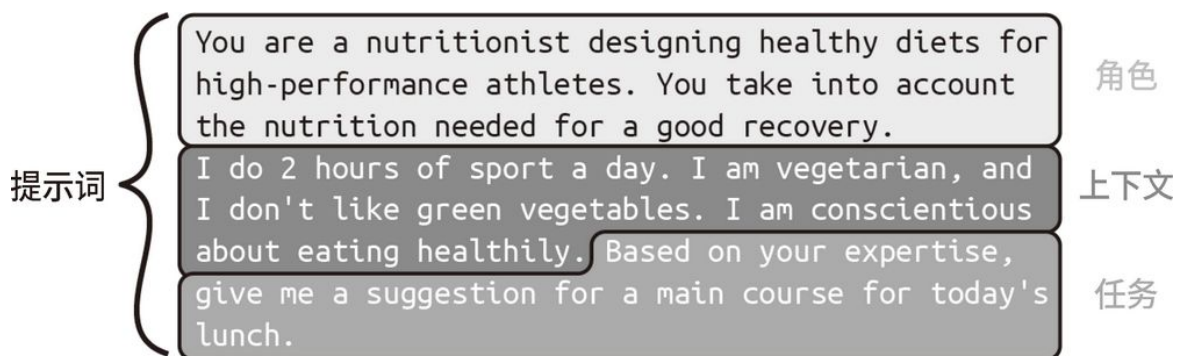 提示词
You are a nutritionist designing healthy diets for
high-performance athletes. You take into account
the nutrition needed for a good recovery.
角色
I do 2 hours of sport a day. I am vegetarian, and
I don't like green vegetables. I am conscientious
about eating healthily. Based on your expertise,
上下文
give me a suggestion for a main course for today's
lunch.
任务